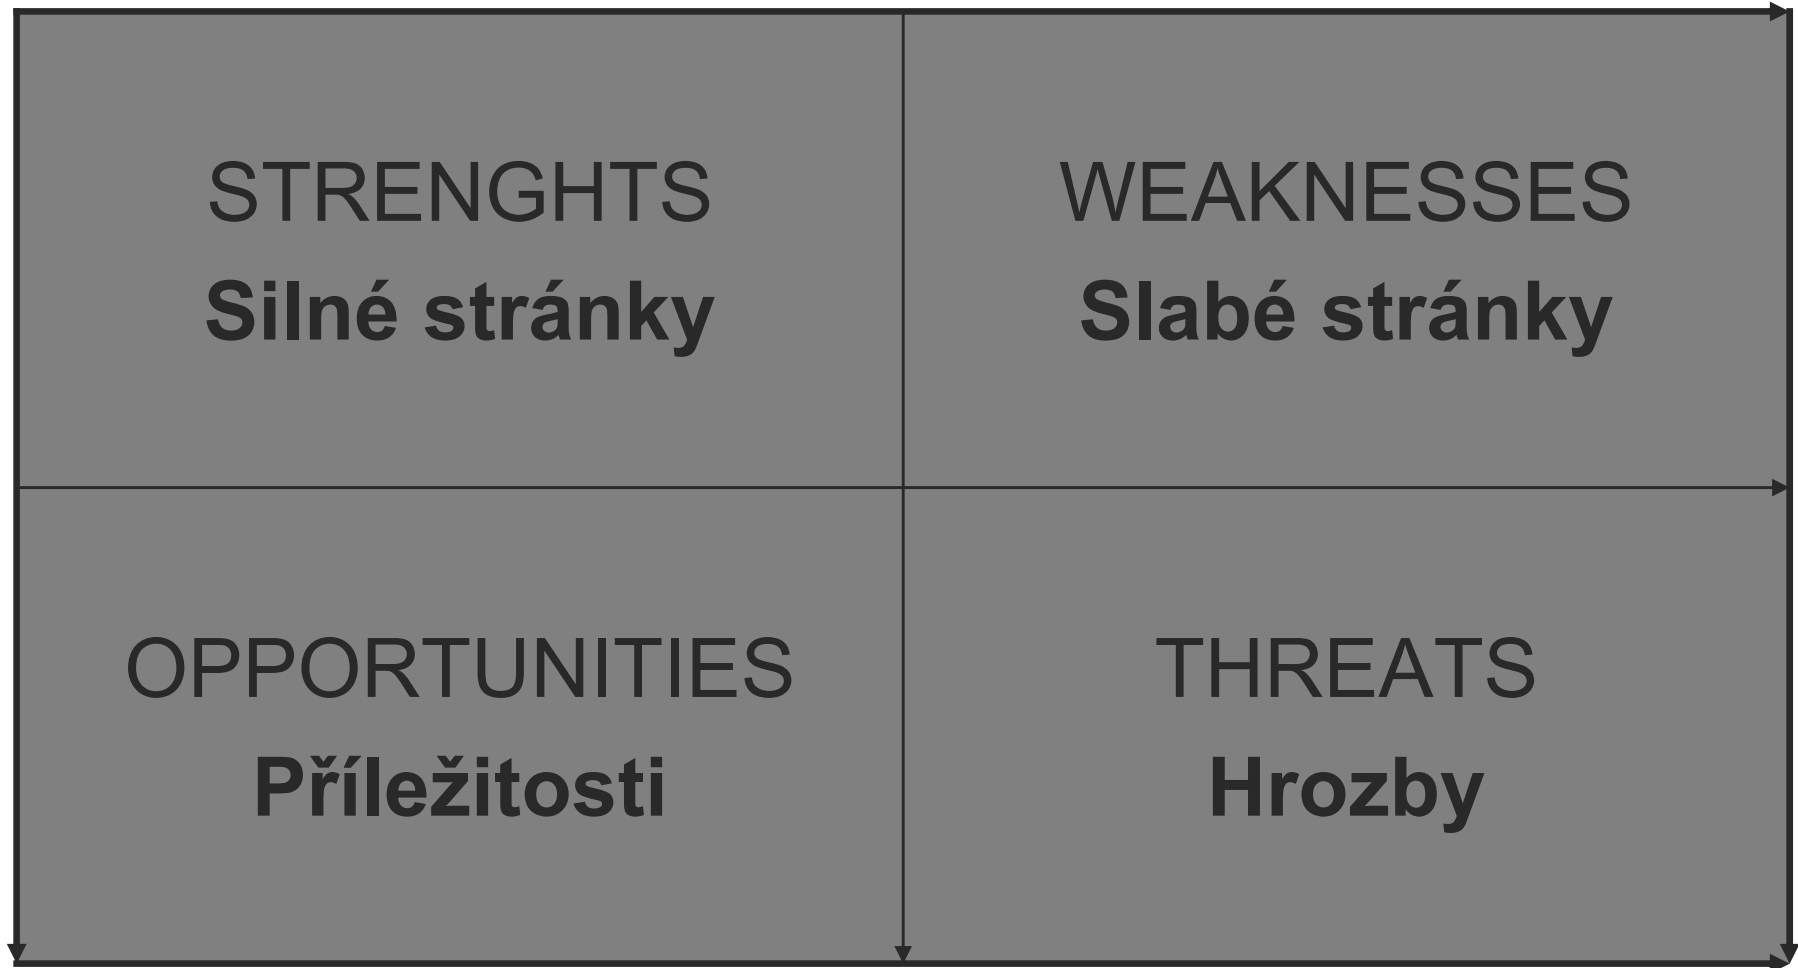 STRENGHTS
Silné stránky
WEAKNESSES
Slabé stránky
OPPORTUNITIES
Příležitosti
THREATS
Hrozby